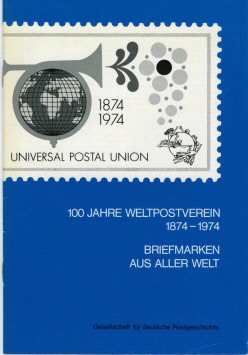 1874
1974
UNIVERSAL POSTAL UNION
100 JAHRE WELTPOSTVEREIN
1874–1974
BRIEFMARKEN
AUS ALLER WELT
Gesellschaft für deutsche Postgeschichte